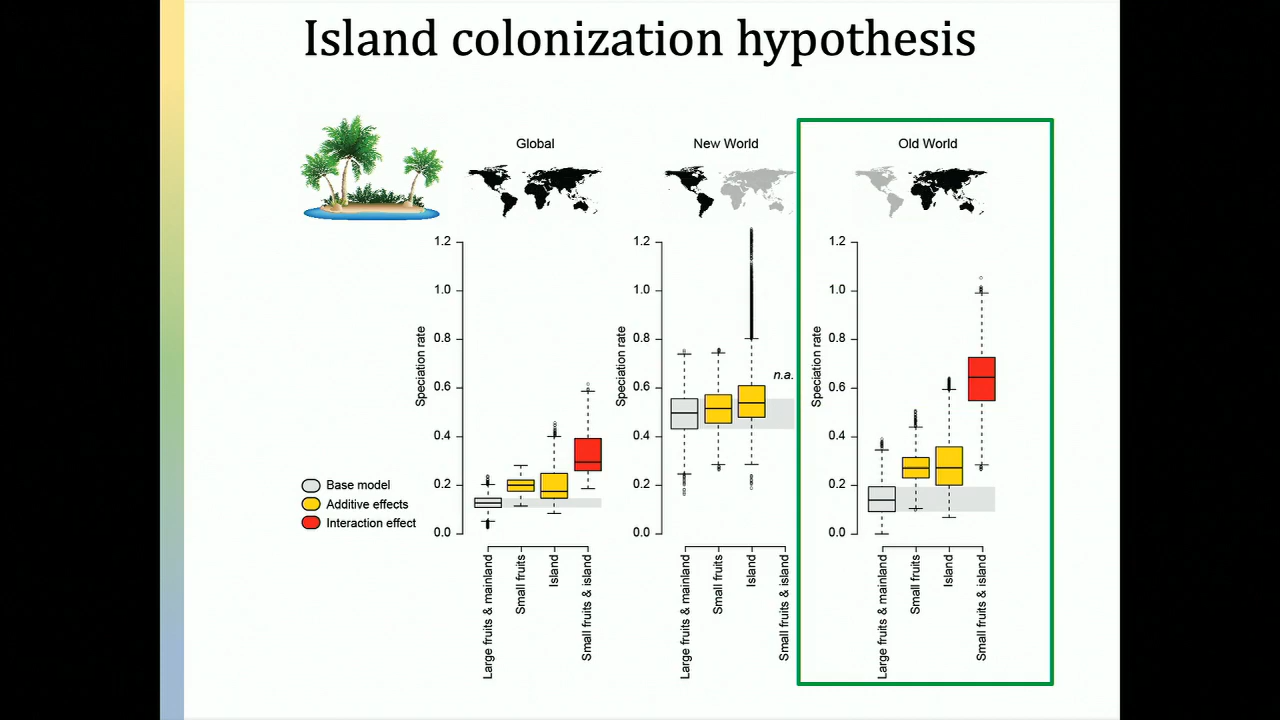 Island colonization hypothesis
Global
New World
Old World
1.2
1.0
0.8
0.6
0.4
0.2
0.0
Speciation rate
Large fruits & mainland
Small fruits
Island
Small fruits & island
1.2
1.0
0.8
0.6
0.4
0.2
0.0
Speciation rate
n.a.
Large fruits & mainland
Small fruits
Island
Small fruits & island
1.2
1.0
0.8
0.6
0.4
0.2
0.0
Speciation rate
Large fruits & mainland
Small fruits
Island
Small fruits & island
Base model
Additive effects
Interaction effect